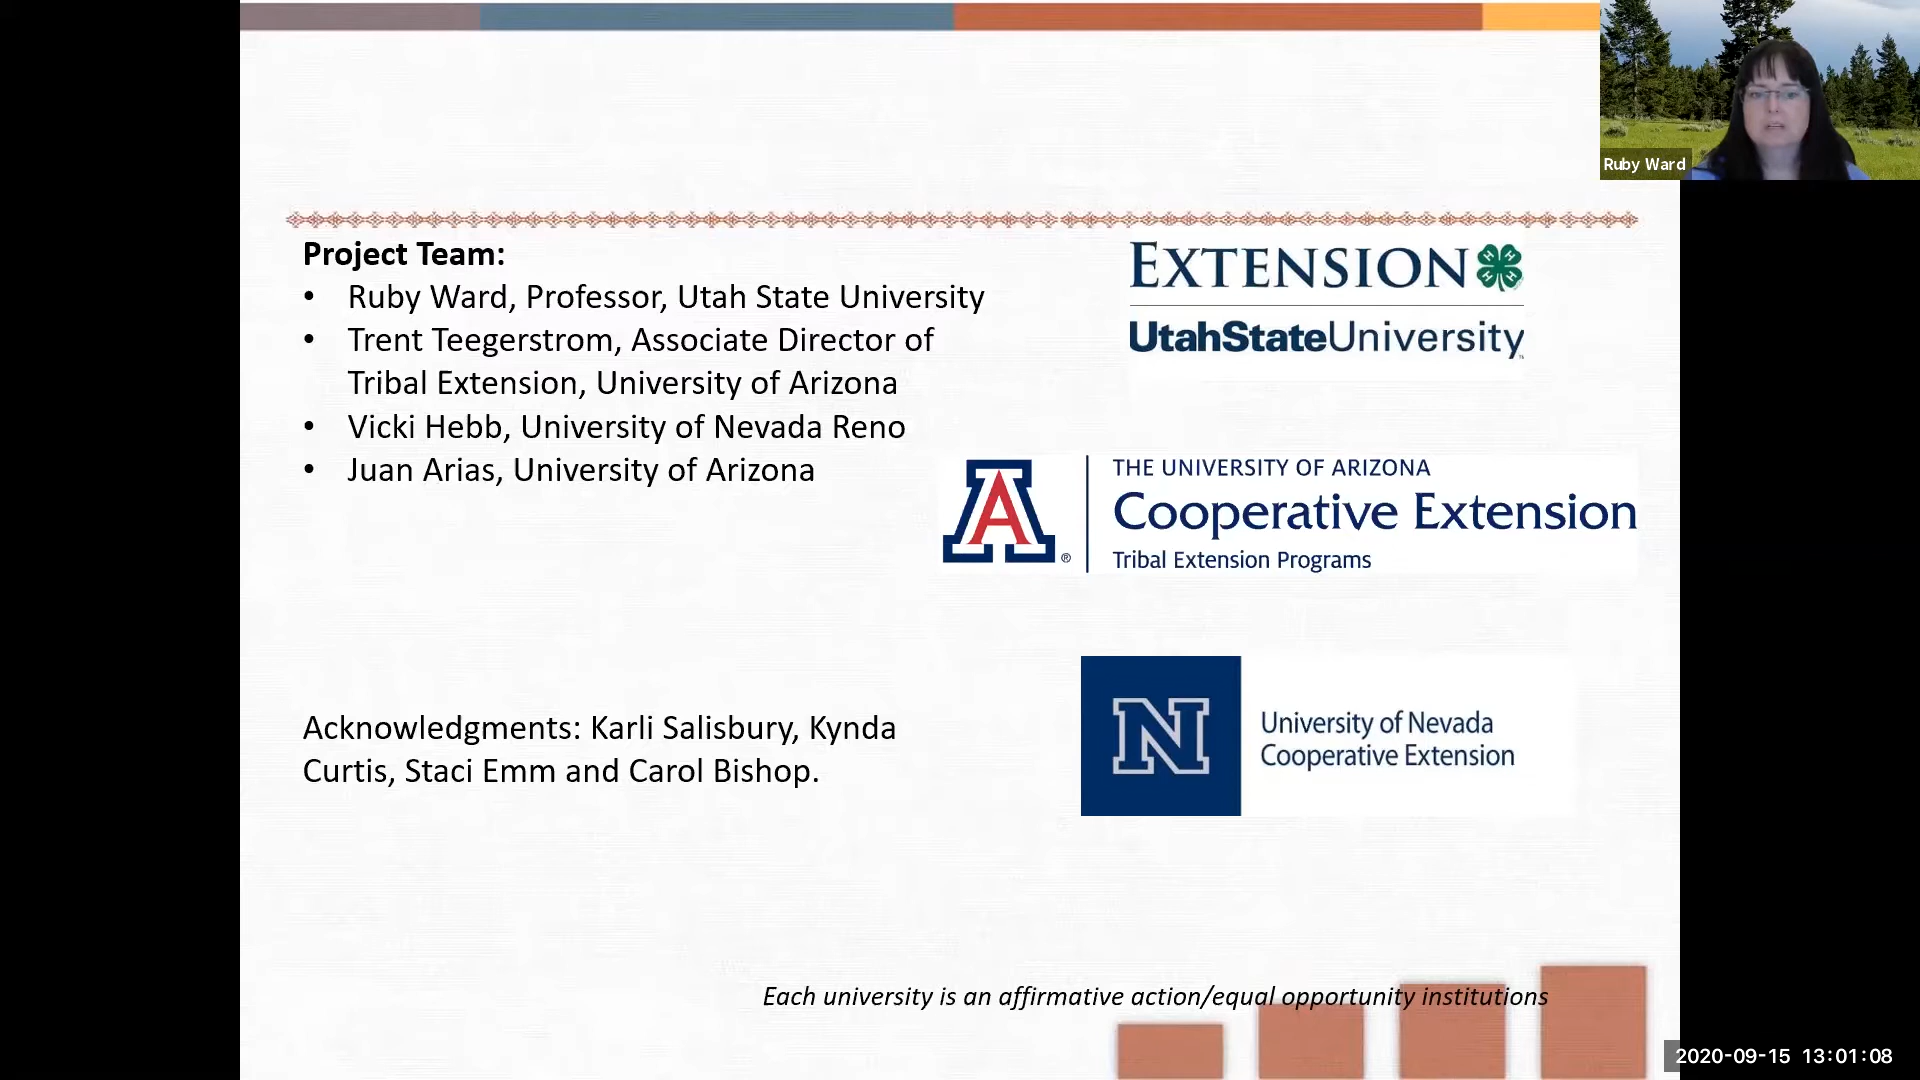 Ruby Ward
Project Team:
• Ruby Ward, Professor, Utah State University
• Trent Teegerstrom, Associate Director of
Tribal Extension, University of Arizona
• Vicki Hebb, University of Nevada Reno
• Juan Arias, University of Arizona
EXTENSION
H H H H
UtahStateUniversity
A ®
THE UNIVERSITY OF ARIZONA
Cooperative Extension
Tribal Extension Programs
N
University of Nevada
Cooperative Extension
Acknowledgments: Karli Salisbury, Kynda
Curtis, Staci Emm and Carol Bishop.
Each university is an affirmative action/equal opportunity institutions
2020-09-15 13:01:08